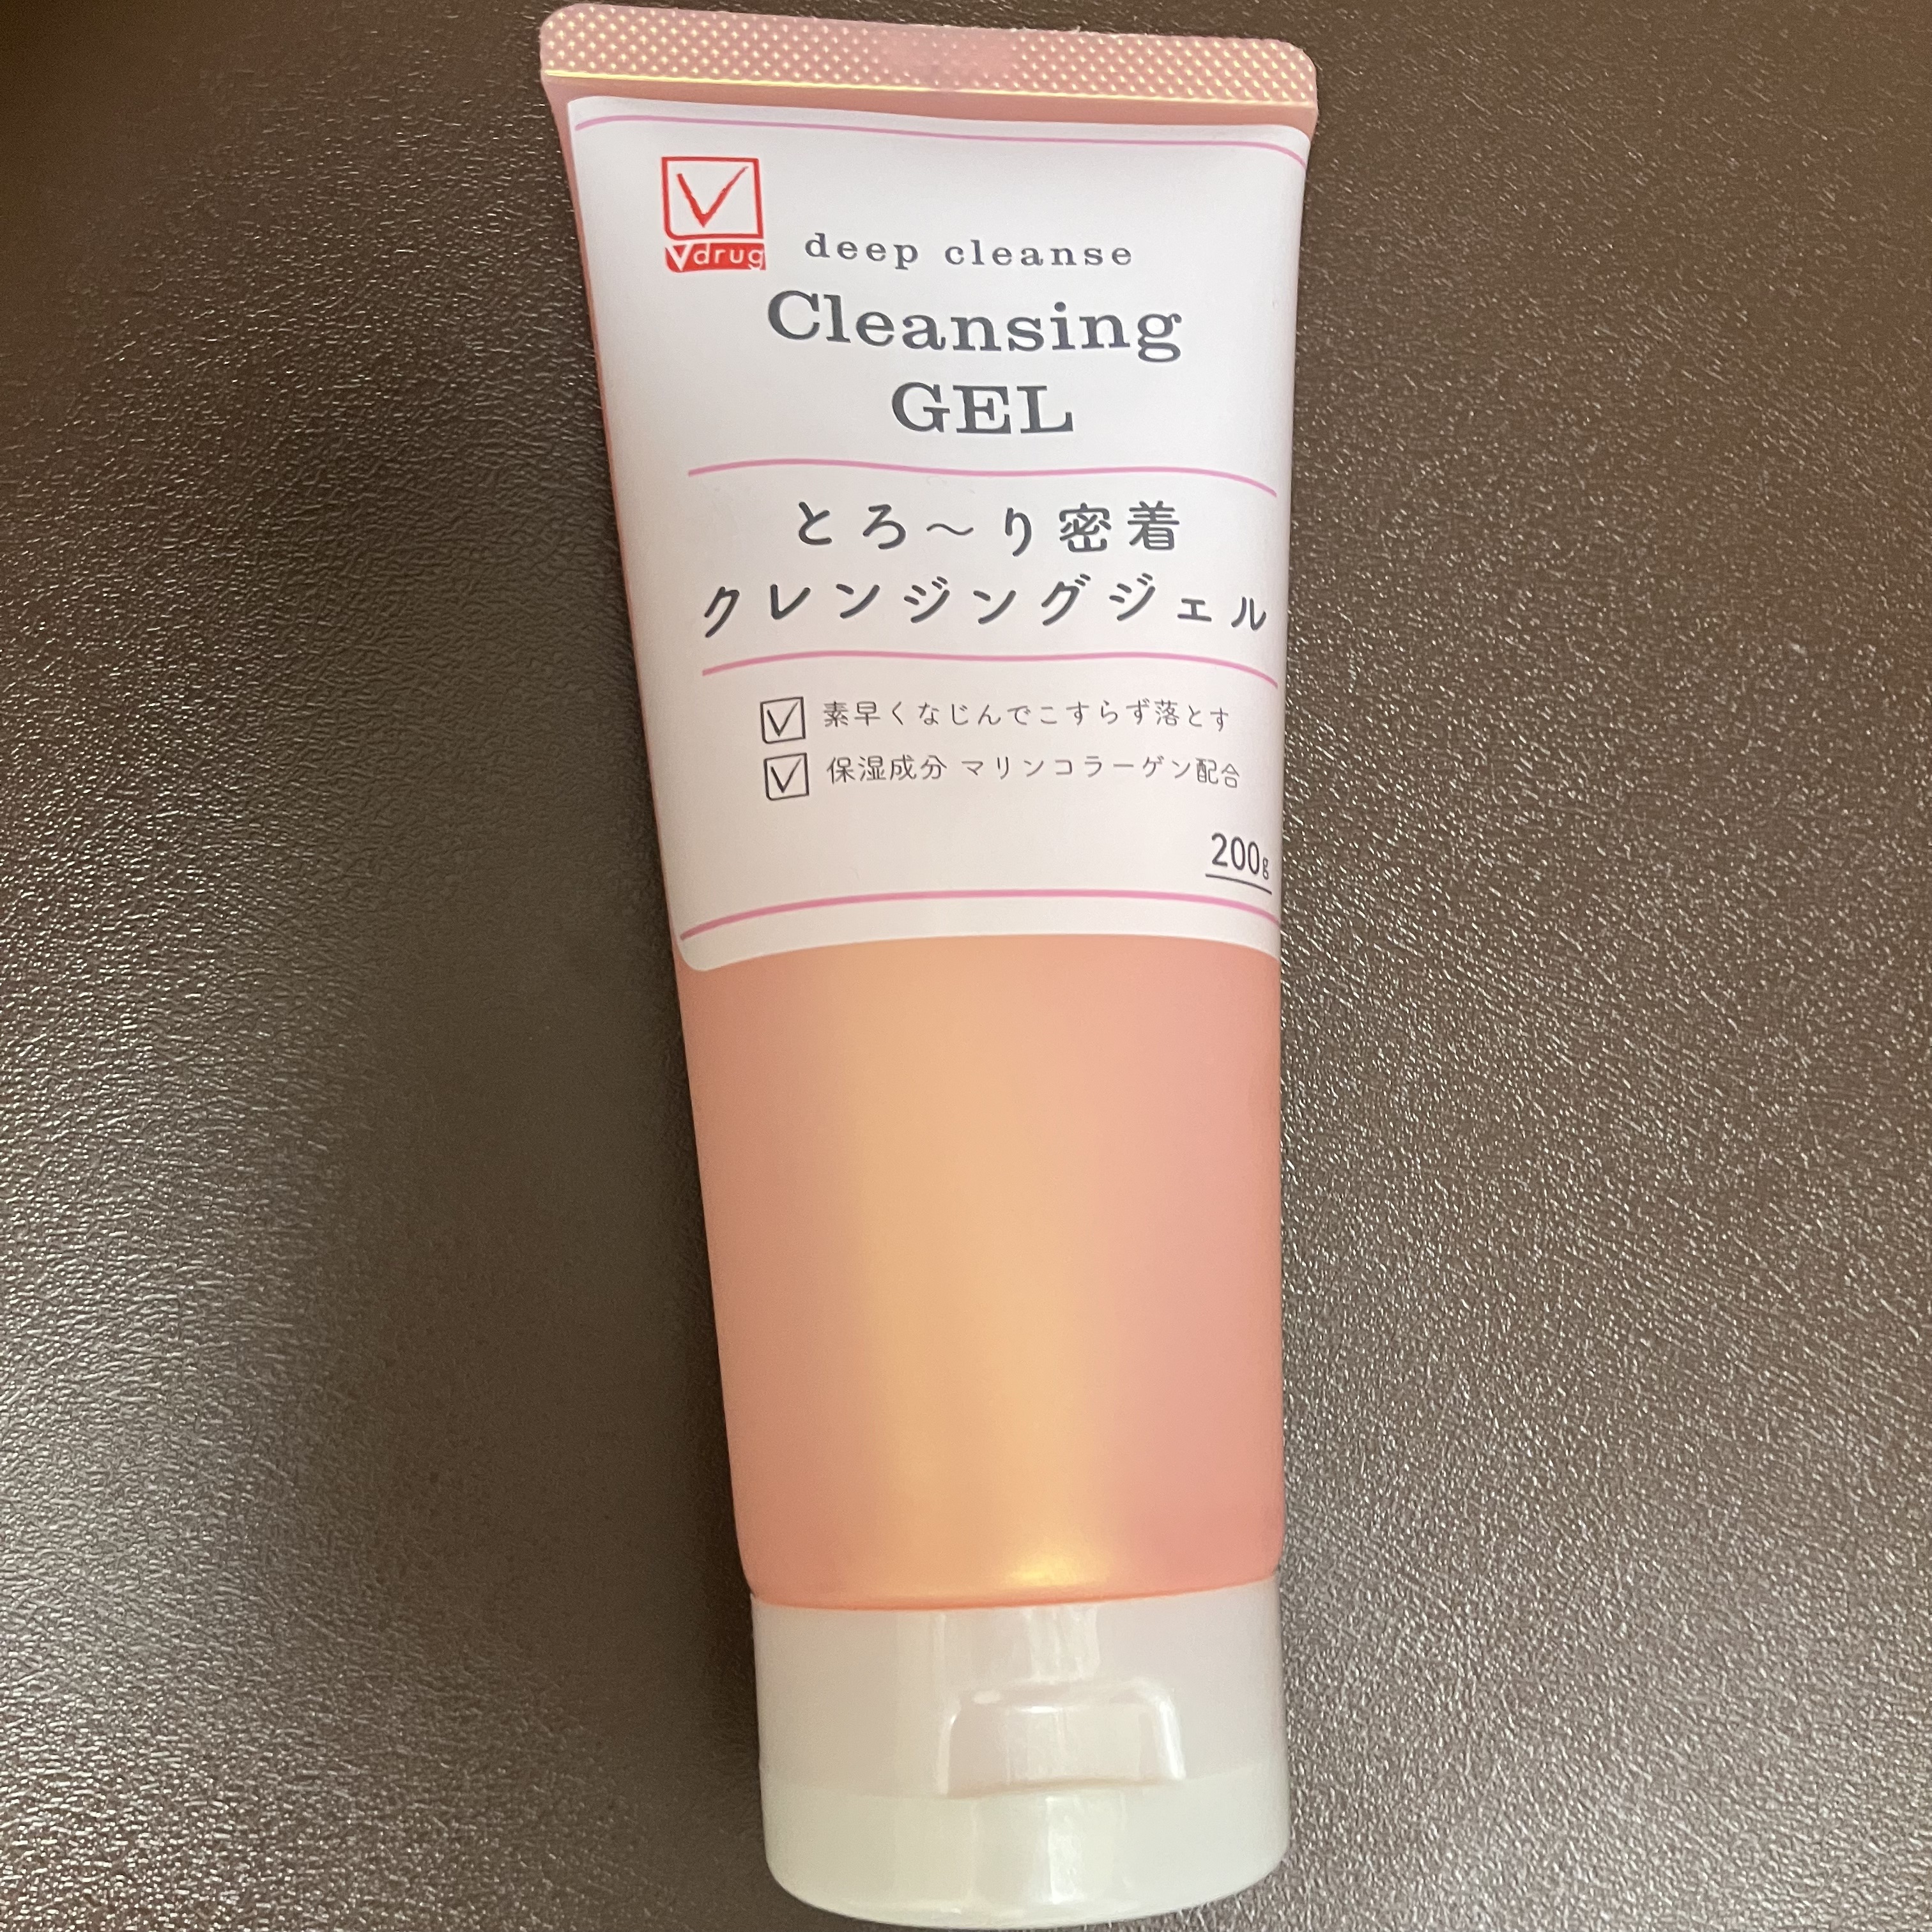 Vdrug
deep cleanse
Cleansing
GEL
とろ〜り密着
クレンジングジェル
素早くなじんでこすらず落とす
保湿成分 マリンコラーゲン配合
200g